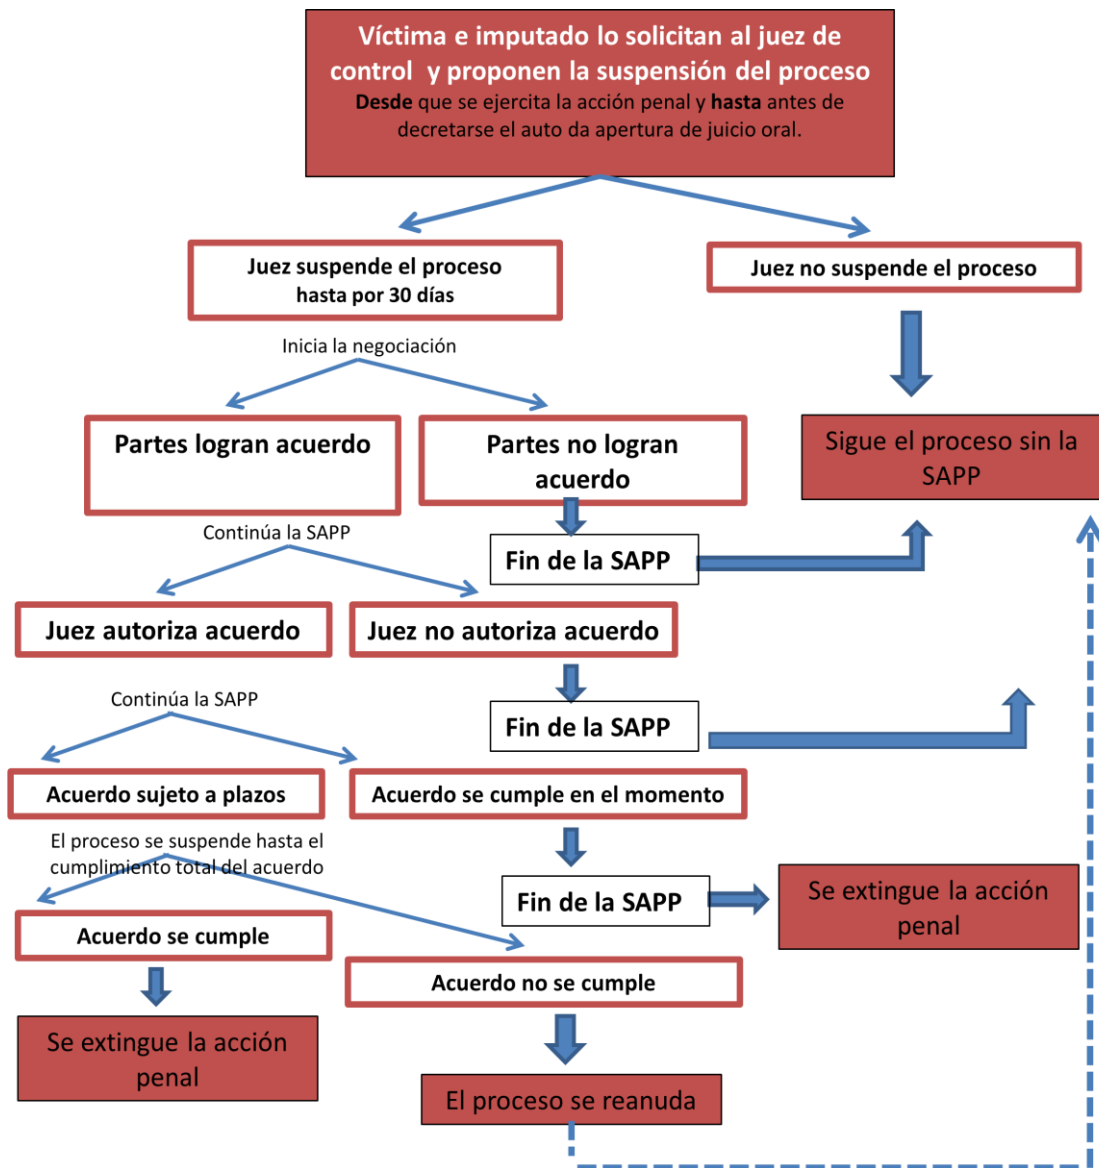 Víctima e imputado lo solicitan al juez de
control y proponen la suspensión del proceso
Desde que se ejercita la acción penal y hasta antes de
decretarse el auto da apertura de juicio oral.
Juez suspende el proceso
hasta por 30 días
Juez no suspende el proceso
Inicia la negociación
Partes logran acuerdo
Partes no logran
acuerdo
Sigue el proceso sin la
SAPP
Continúa la SAPP
Fin de la SAPP
Juez autoriza acuerdo
Juez no autoriza acuerdo
Continúa la SAPP
Fin de la SAPP
Acuerdo sujeto a plazos
Acuerdo se cumple en el momento
El proceso se suspende hasta el
cumplimiento total del acuerdo
Fin de la SAPP
Se extingue la acción
penal
Acuerdo se cumple
Acuerdo no se cumple
Se extingue la acción
penal
El proceso se reanuda